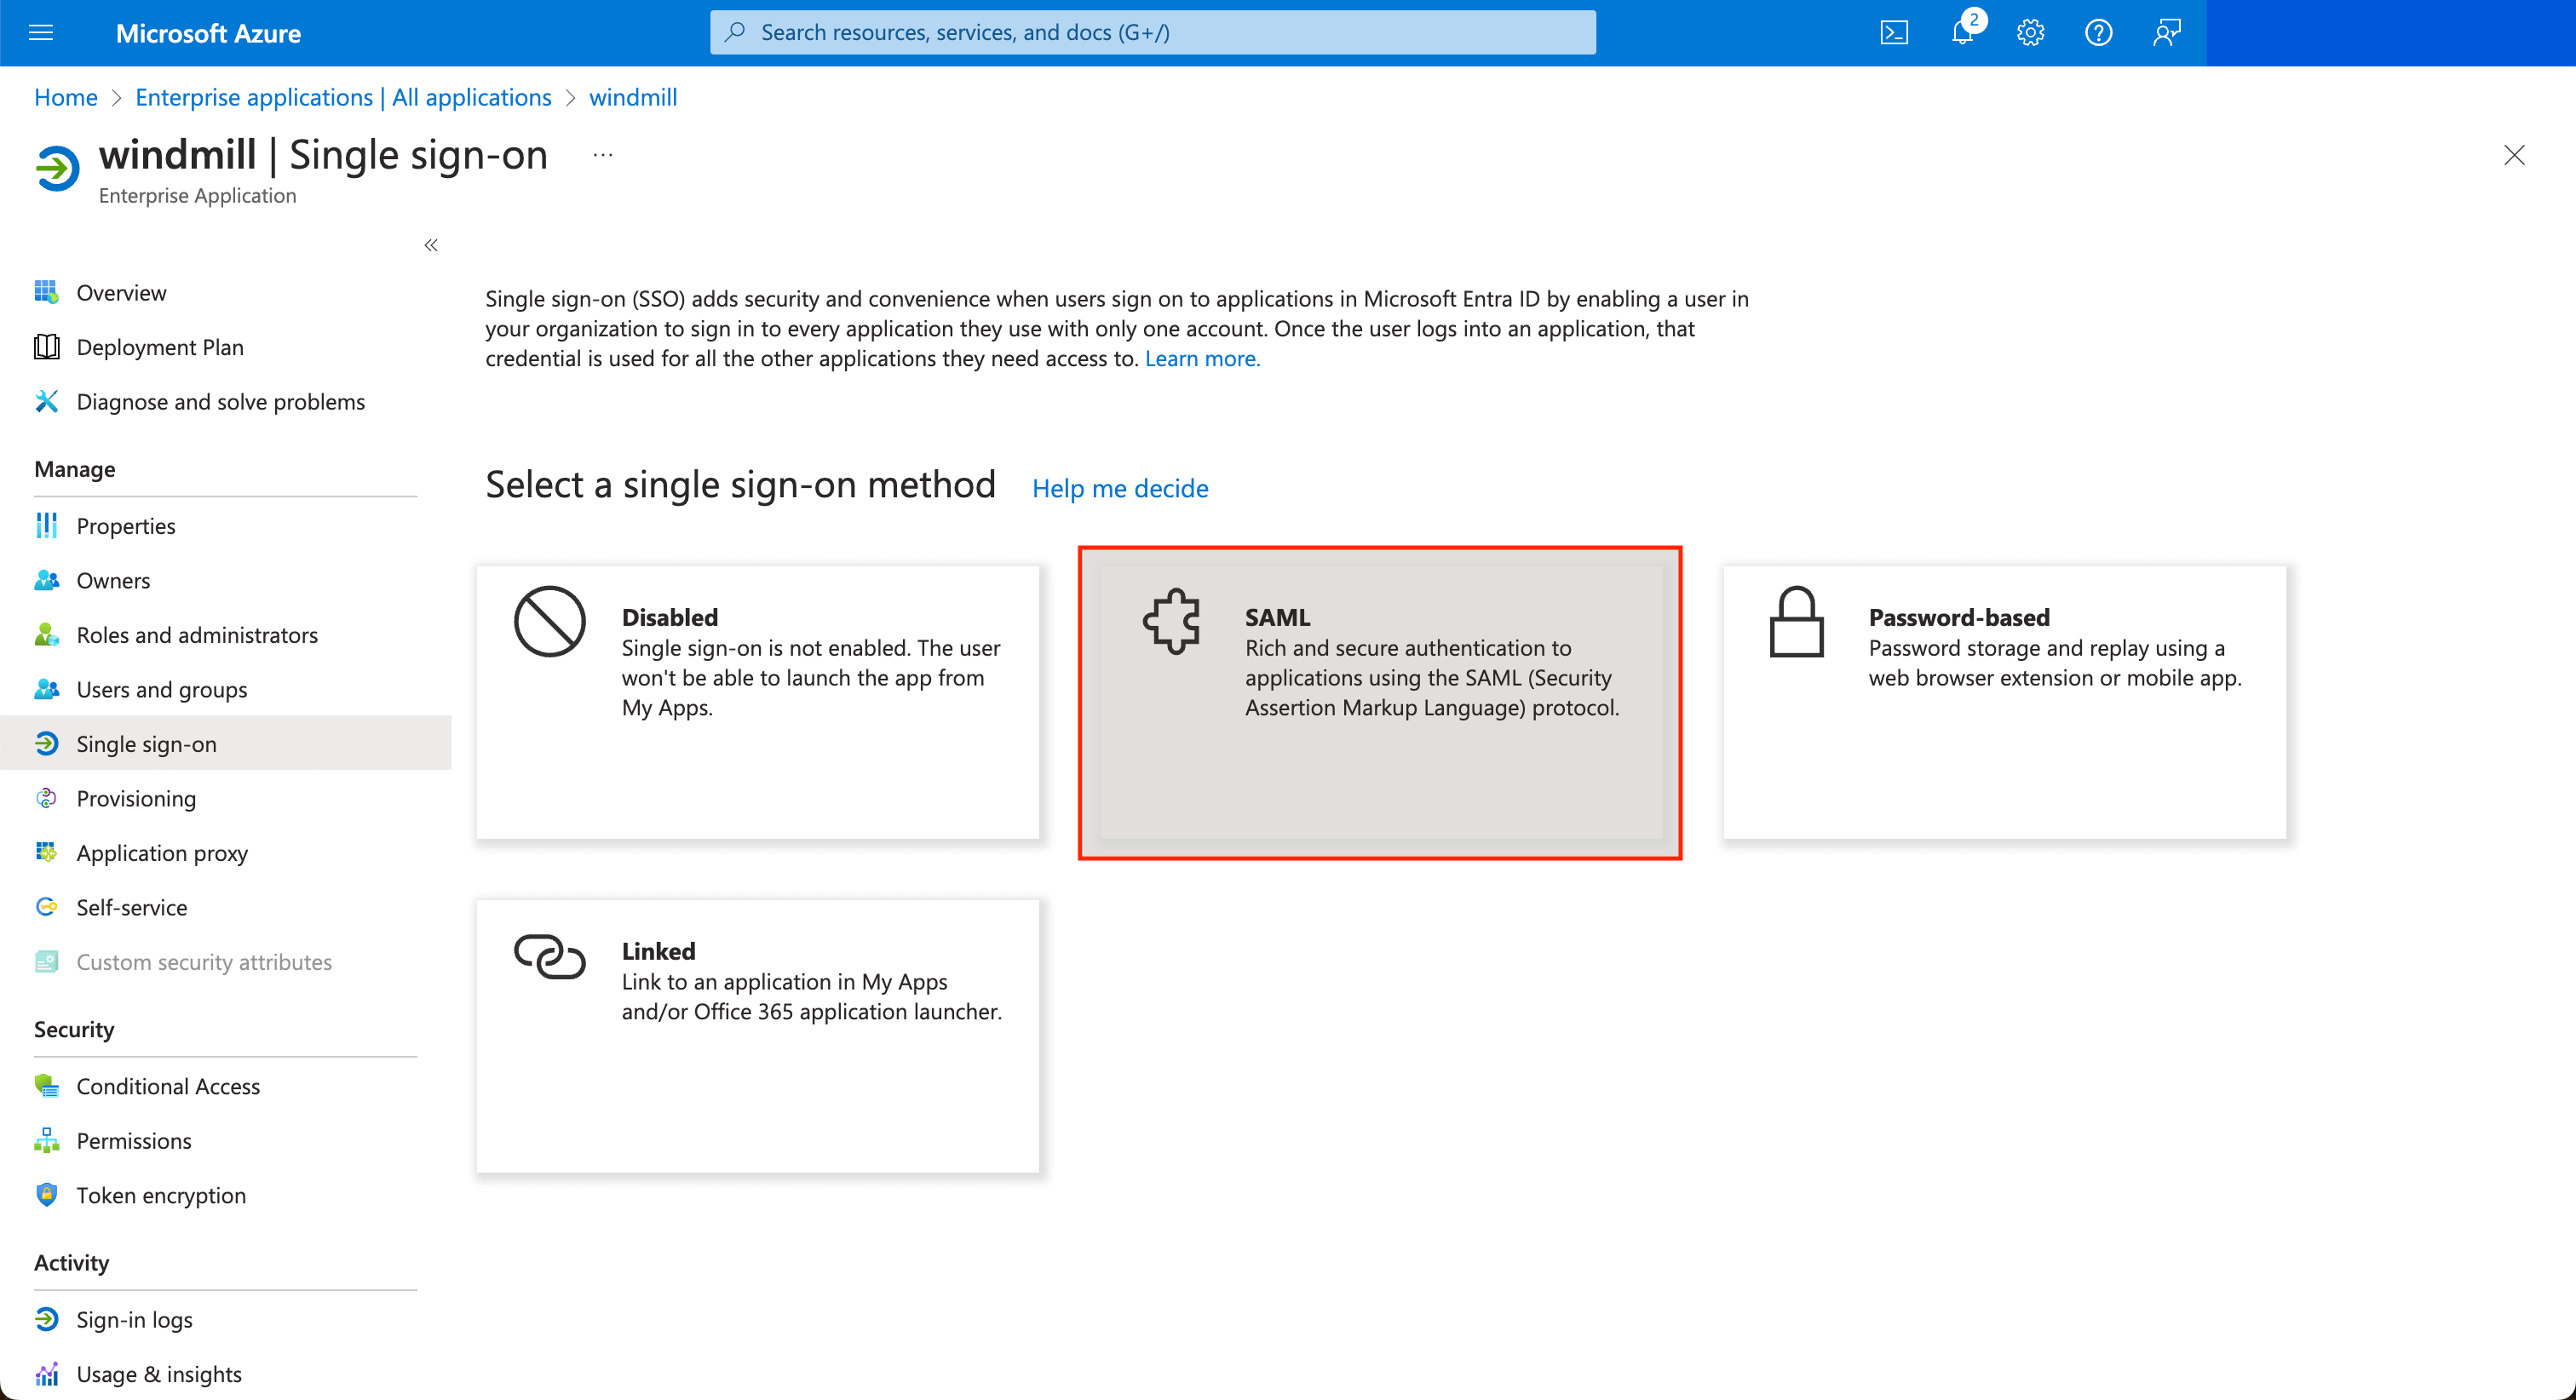 Microsoft Azure
Search resources, services, and docs (G+/)
2
Home > Enterprise applications | All applications > windmill
windmill | Single sign-on ...
Enterprise Application
«
Overview
Deployment Plan
Diagnose and solve problems
Manage
Properties
Owners
Roles and administrators
Users and groups
Single sign-on
Provisioning
Application proxy
Self-service
Custom security attributes
Security
Conditional Access
Permissions
Token encryption
Activity
Sign-in logs
Usage & insights
Single sign-on (SSO) adds security and convenience when users sign on to applications in Microsoft Entra ID by enabling a user in
your organization to sign in to every application they use with only one account. Once the user logs into an application, that
credential is used for all the other applications they need access to. Learn more.
Select a single sign-on method Help me decide
Disabled
Single sign-on is not enabled. The user
won't be able to launch the app from
My Apps.
SAML
Rich and secure authentication to
applications using the SAML (Security
Assertion Markup Language) protocol.
Password-based
Password storage and replay using a
web browser extension or mobile app.
Linked
Link to an application in My Apps
and/or Office 365 application launcher.